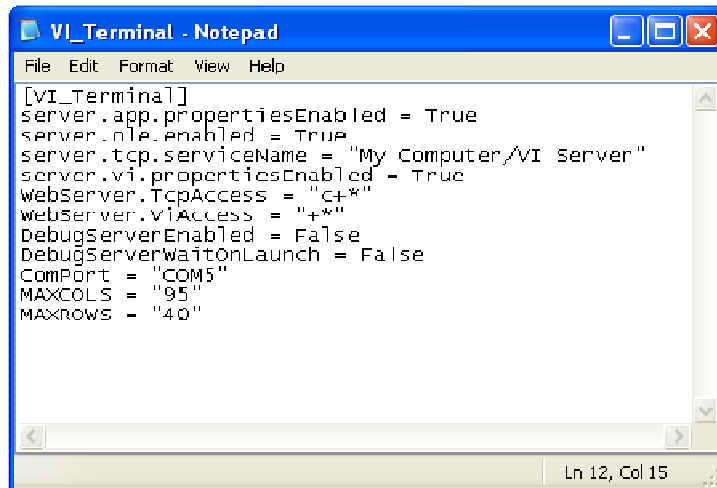 VI_Terminal - Notepad
File Edit Format View Help
[VI_Terminal]
server.app.propertiesEnabled = True
server.ole.enabled = True
server.tcp.serviceName = "My Computer/VI Server"
server.vi.propertiesEnabled = True
WebServer.TcpAccess = "c+*"
WebServer.ViAccess = "+*"
DebugServerEnabled = False
DebugServerWaitOnLaunch = False
ComPort = "COM5"
MAXCOLS = "95"
MAXROWS = "40"
Ln 12, Col 15